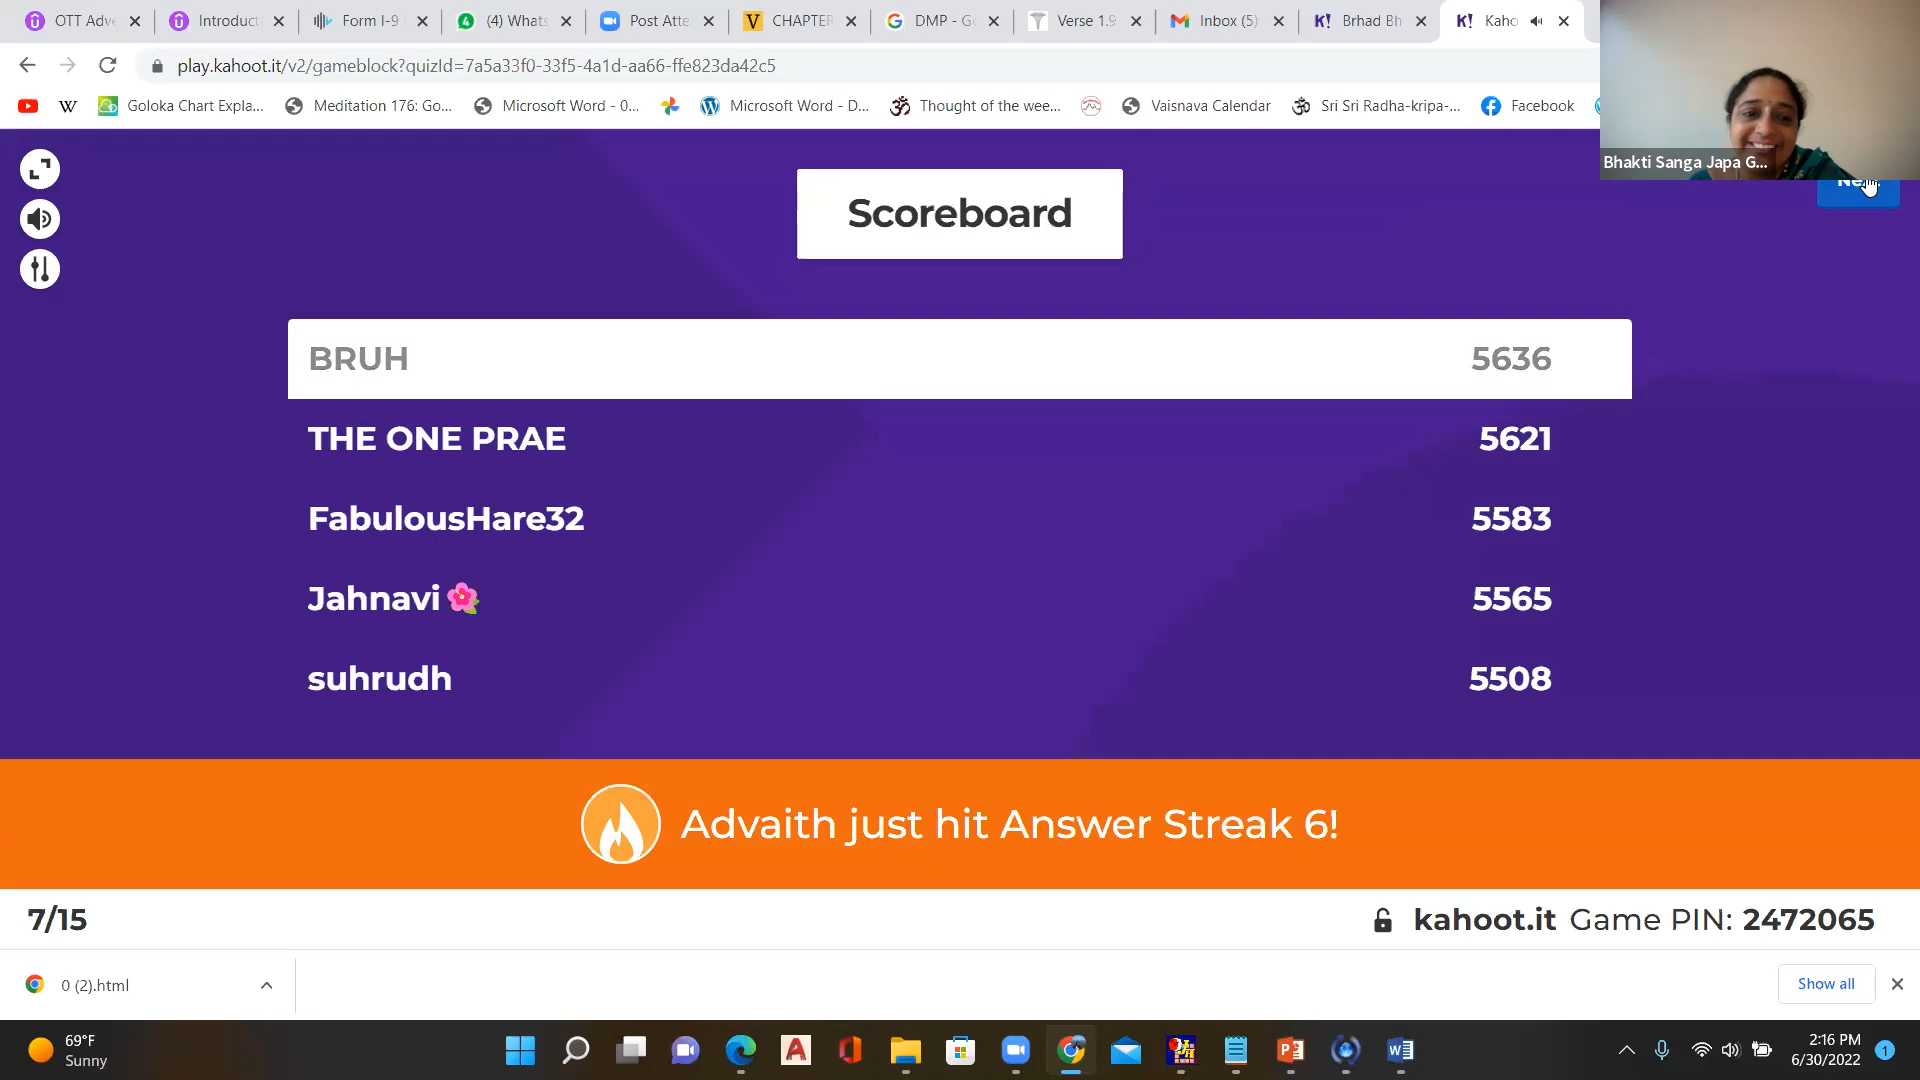 OTT Adve
Introduct
Form I-9
(4) Whats
Post Atte
CHAPTER
DMP - Go
Verse 1.9
Inbox (5)
Brhad Bh
Kaho
play.kahoot.it/v2/gameblock?quizId=7a5a33f0-33f5-4a1d-aa66-ffe823da42c5
Goloka Chart Expla...
Meditation 176: Go...
Microsoft Word - 0...
Microsoft Word - D...
Thought of the wee...
Vaisnava Calendar
Sri Sri Radha-kripa-...
Facebook
Bhakti Sanga Japa G...
Scoreboard
BRUH 5636
THE ONE PRAE 5621
FabulousHare32 5583
Jahnavi🌺 5565
suhrudh 5508
Advaith just hit Answer Streak 6!
7/15
kahoot.it Game PIN: 2472065
0 (2).html
Show all
69°F
Sunny
2:16 PM
6/30/2022
1